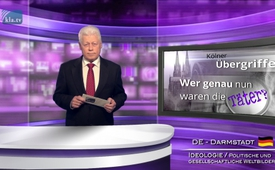 kla.tv
Kölner
Übergriffe
Wer genau nun
waren die Täter?
DE - DARMSTADT
IDEOLOGIE / POLITISCHE UND
GESELLSCHAFTLICHE WELTBILDER